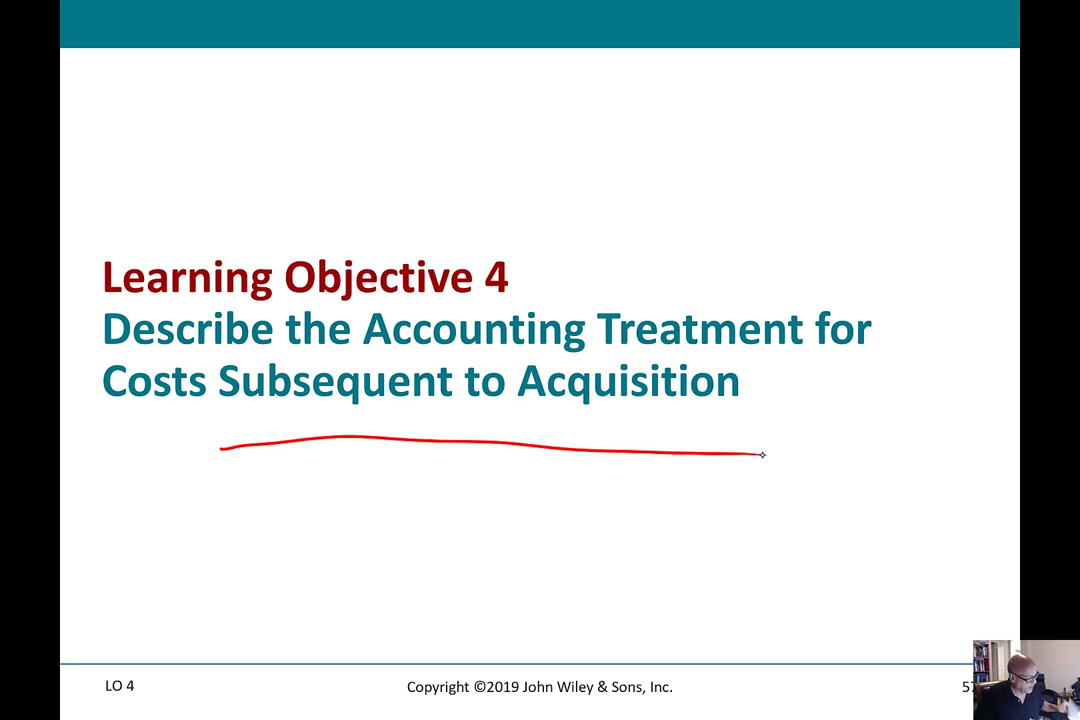 Learning Objective 4
Describe the Accounting Treatment for
Costs Subsequent to Acquisition
LO 4
Copyright ©2019 John Wiley & Sons, Inc.